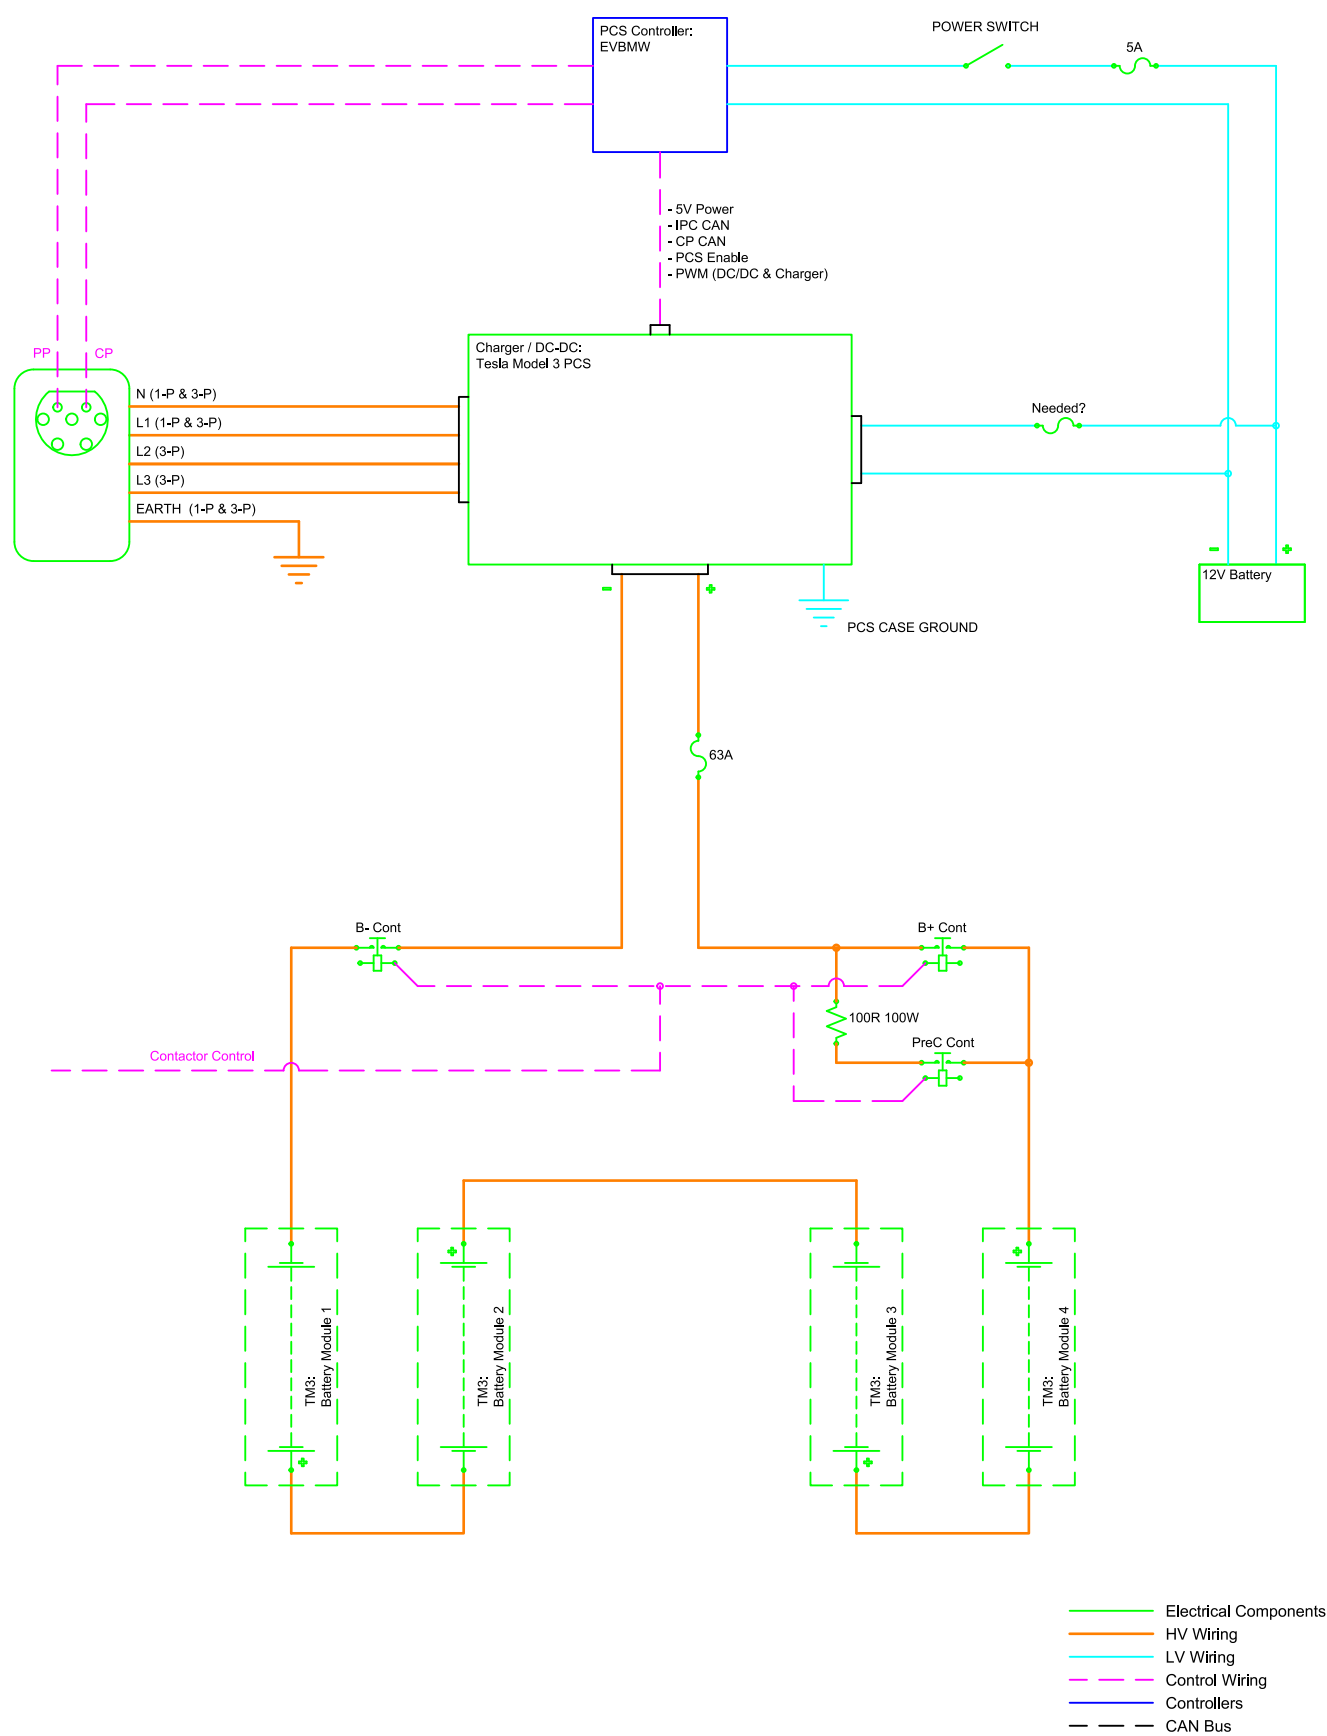 PCS Controller:
EVBMW
POWER SWITCH
5A
- 5V Power
- IPC CAN
- CP CAN
- PCS Enable
- PWM (DC/DC & Charger)
PP
CP
N (1-P & 3-P)
L1 (1-P & 3-P)
L2 (3-P)
L3 (3-P)
EARTH (1-P & 3-P)
Charger / DC-DC:
Tesla Model 3 PCS
Needed?
- +
12V Battery
- +
PCS CASE GROUND
63A
B- Cont
B+ Cont
100R 100W
PreC Cont
Contactor Control
+
+
TM3:
Battery Module 1
+
TM3:
Battery Module 2
TM3:
Battery Module 3
+
TM3:
Battery Module 4
+
Electrical Components
HV Wiring
LV Wiring
Control Wiring
Controllers
CAN Bus